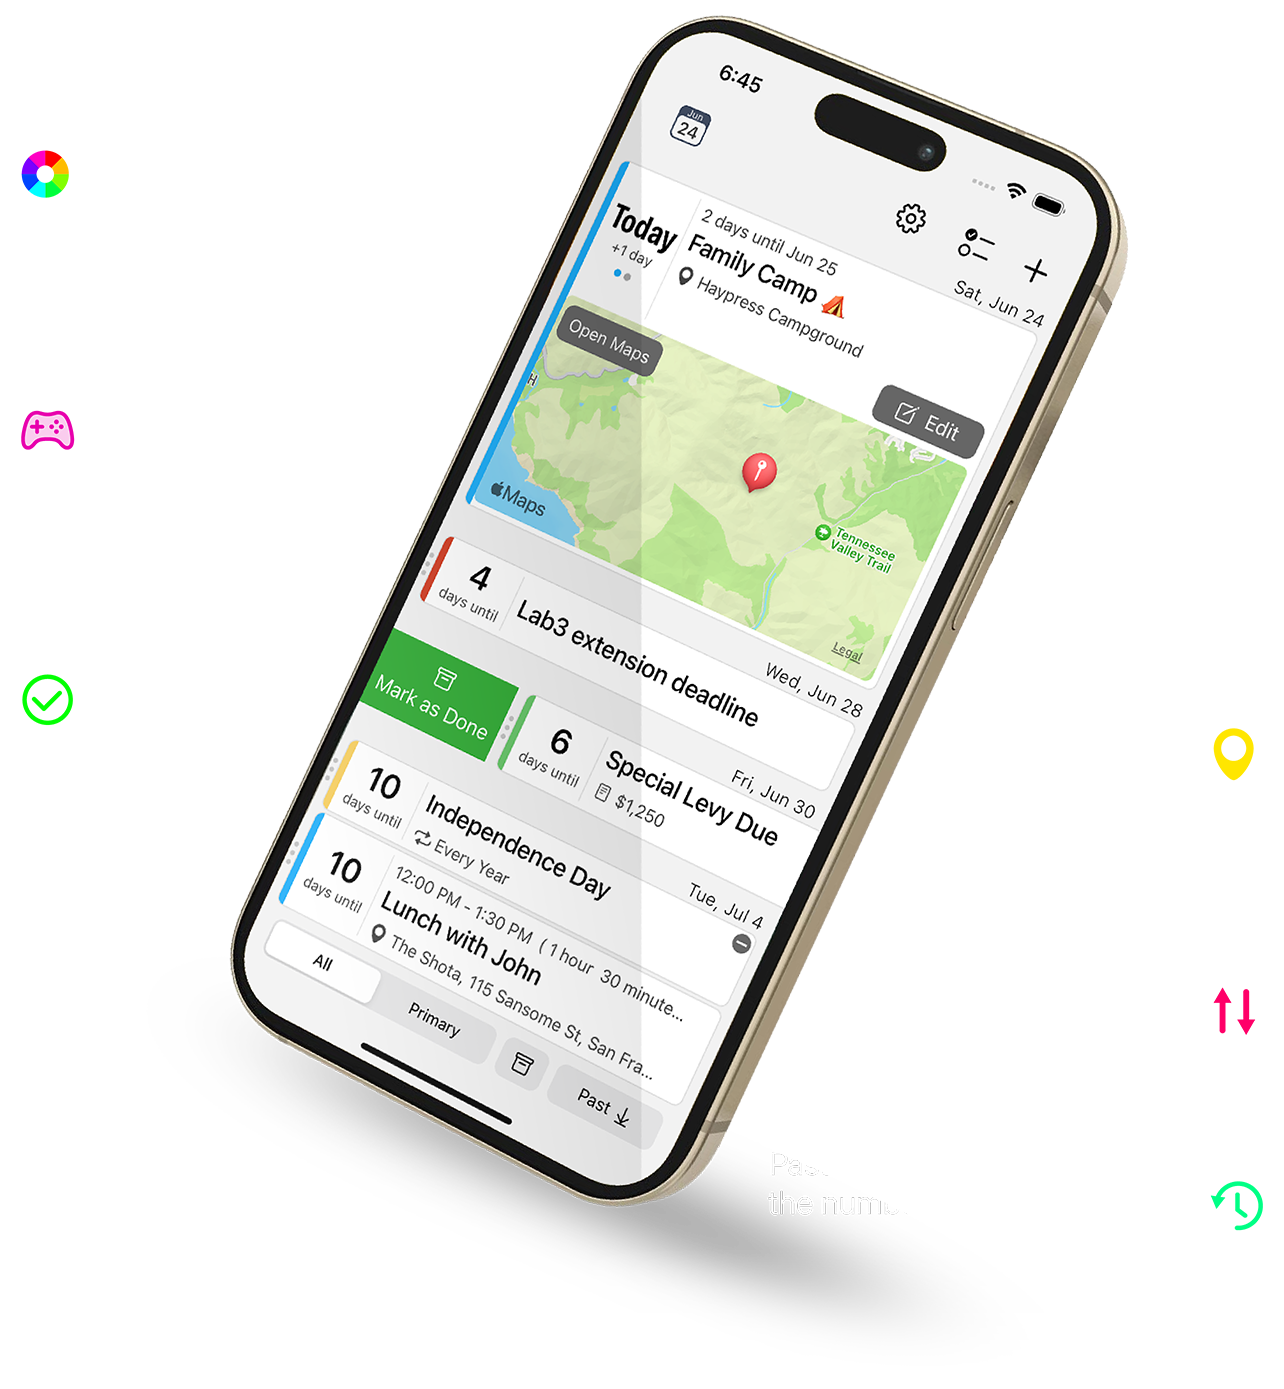 6:45
Jun
24
Sat, Jun 24
Today
+1 day
2 days until Jun 25
Family Camp
Haypress Campground
Open Maps
Edit
H
Maps
Tennessee
Valley Trail
Legal
Wed, Jun 28
4
days until
Lab3 extension deadline
Fri, Jun 30
Mark as Done
6
days until
Special Levy Due
$1,250
Tue, Jul 4
10
days until
Independence Day
Every Year
10
days until
12:00 PM - 1:30 PM ( 1 hour 30 minute...
Lunch with John
The Shota, 115 Sansome St, San Fra...
All
Primary
Past
the